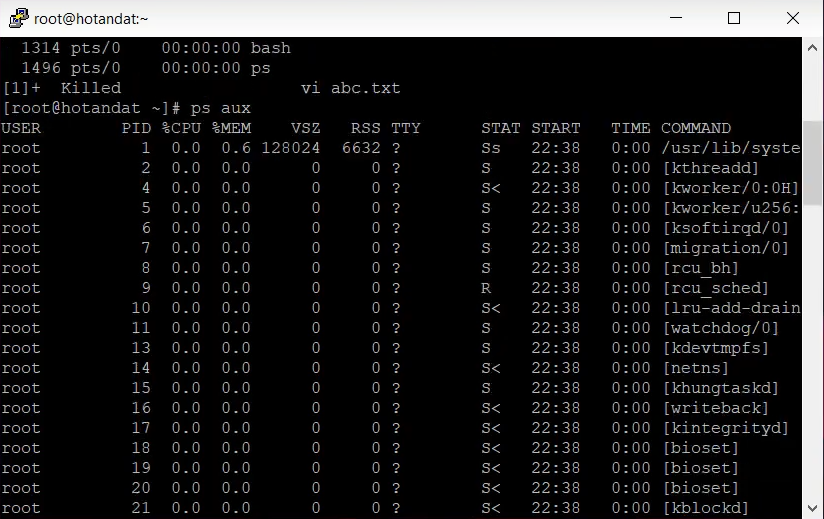 root@hotandat:~
1314 pts/0    00:00:00 bash
1496 pts/0    00:00:00 ps
[1]+  Killed                  vi abc.txt
[root@hotandat ~]# ps aux
USER        PID %CPU %MEM    VSZ   RSS TTY      STAT START   TIME COMMAND
root          1  0.0  0.6 128024  6632 ?        Ss   22:38   0:00 /usr/lib/syste
root          2  0.0  0.0      0     0 ?        S    22:38   0:00 [kthreadd]
root          4  0.0  0.0      0     0 ?        S<   22:38   0:00 [kworker/0:0H]
root          5  0.0  0.0      0     0 ?        S    22:38   0:00 [kworker/u256:
root          6  0.0  0.0      0     0 ?        S    22:38   0:00 [ksoftirqd/0]
root          7  0.0  0.0      0     0 ?        S    22:38   0:00 [migration/0]
root          8  0.0  0.0      0     0 ?        S    22:38   0:00 [rcu_bh]
root          9  0.0  0.0      0     0 ?        R    22:38   0:00 [rcu_sched]
root         10  0.0  0.0      0     0 ?        S<   22:38   0:00 [lru-add-drain
root         11  0.0  0.0      0     0 ?        S    22:38   0:00 [watchdog/0]
root         13  0.0  0.0      0     0 ?        S    22:38   0:00 [kdevtmpfs]
root         14  0.0  0.0      0     0 ?        S<   22:38   0:00 [netns]
root         15  0.0  0.0      0     0 ?        S    22:38   0:00 [khungtaskd]
root         16  0.0  0.0      0     0 ?        S<   22:38   0:00 [writeback]
root         17  0.0  0.0      0     0 ?        S<   22:38   0:00 [kintegrityd]
root         18  0.0  0.0      0     0 ?        S<   22:38   0:00 [bioset]
root         19  0.0  0.0      0     0 ?        S<   22:38   0:00 [bioset]
root         20  0.0  0.0      0     0 ?        S<   22:38   0:00 [bioset]
root         21  0.0  0.0      0     0 ?        S<   22:38   0:00 [kblockd]